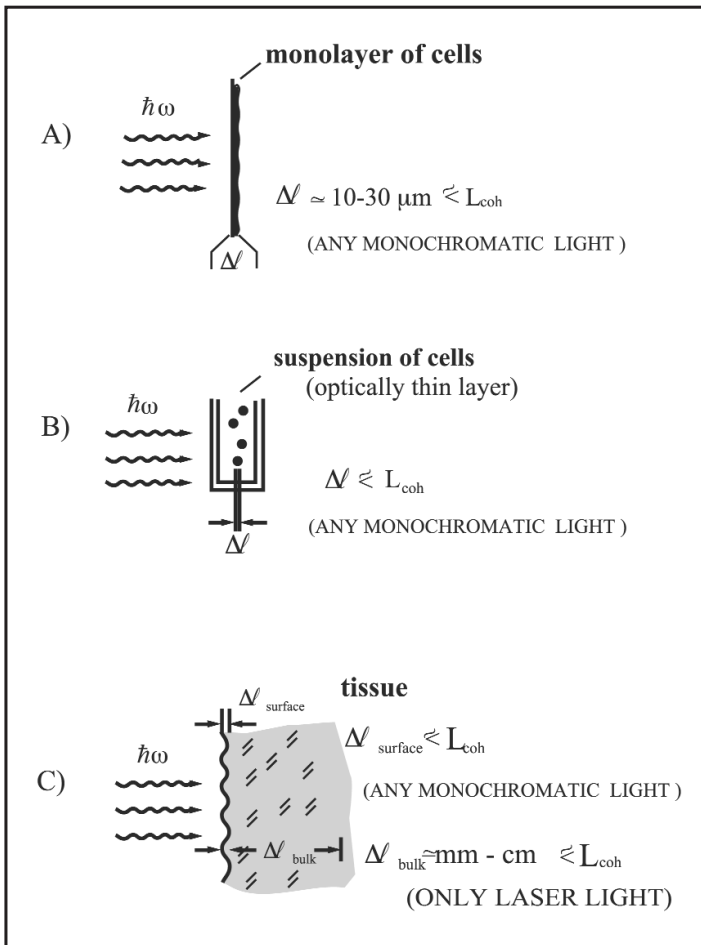 monolayer of cells
ħω
A)
Δℓ ≃ 10-30 µm ≲ Lcoh
(ANY MONOCHROMATIC LIGHT )
Δℓ
suspension of cells
(optically thin layer)
ħω
B)
Δℓ ≲ Lcoh
(ANY MONOCHROMATIC LIGHT )
Δℓ
tissue
Δℓ surface
Δℓ surface ≲ Lcoh
ħω
C)
(ANY MONOCHROMATIC LIGHT )
Δℓ bulk
Δℓ bulk ≃mm - cm ≲ Lcoh
(ONLY LASER LIGHT)